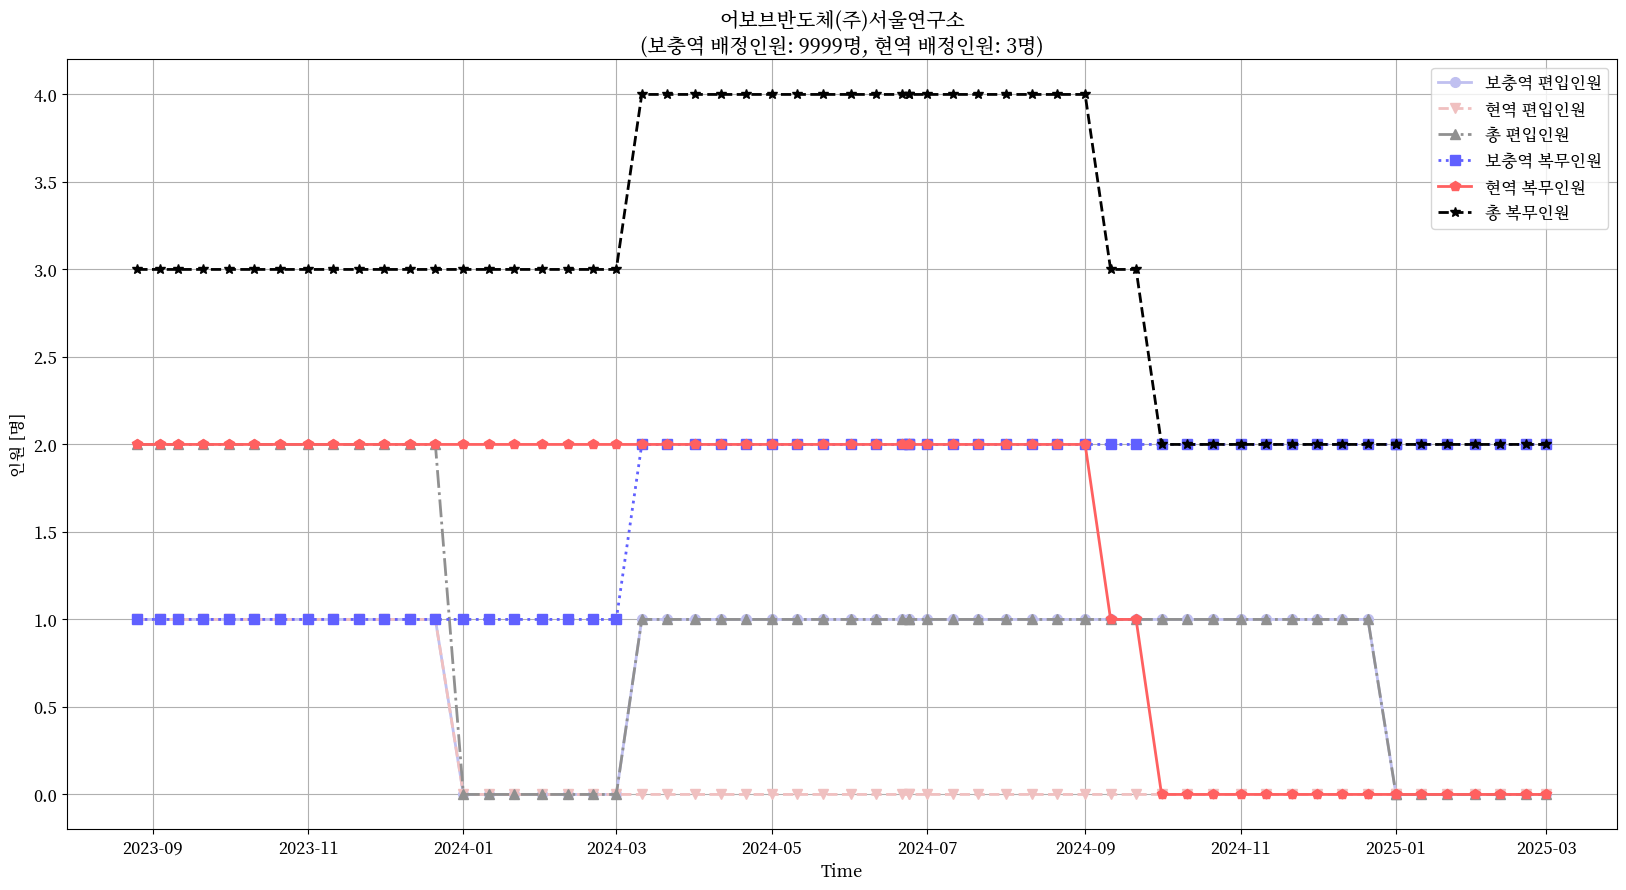 어보브반도체(주)서울연구소
(보충역 배정인원: 9999명, 현역 배정인원: 3명)
보충역 편입인원
현역 편입인원
총 편입인원
보충역 복무인원
현역 복무인원
총 복무인원
인원 [명]
4.0
3.5
3.0
2.5
2.0
1.5
1.0
0.5
0.0
2023-09
2023-11
2024-01
2024-03
2024-05
2024-07
2024-09
2024-11
2025-01
2025-03
Time